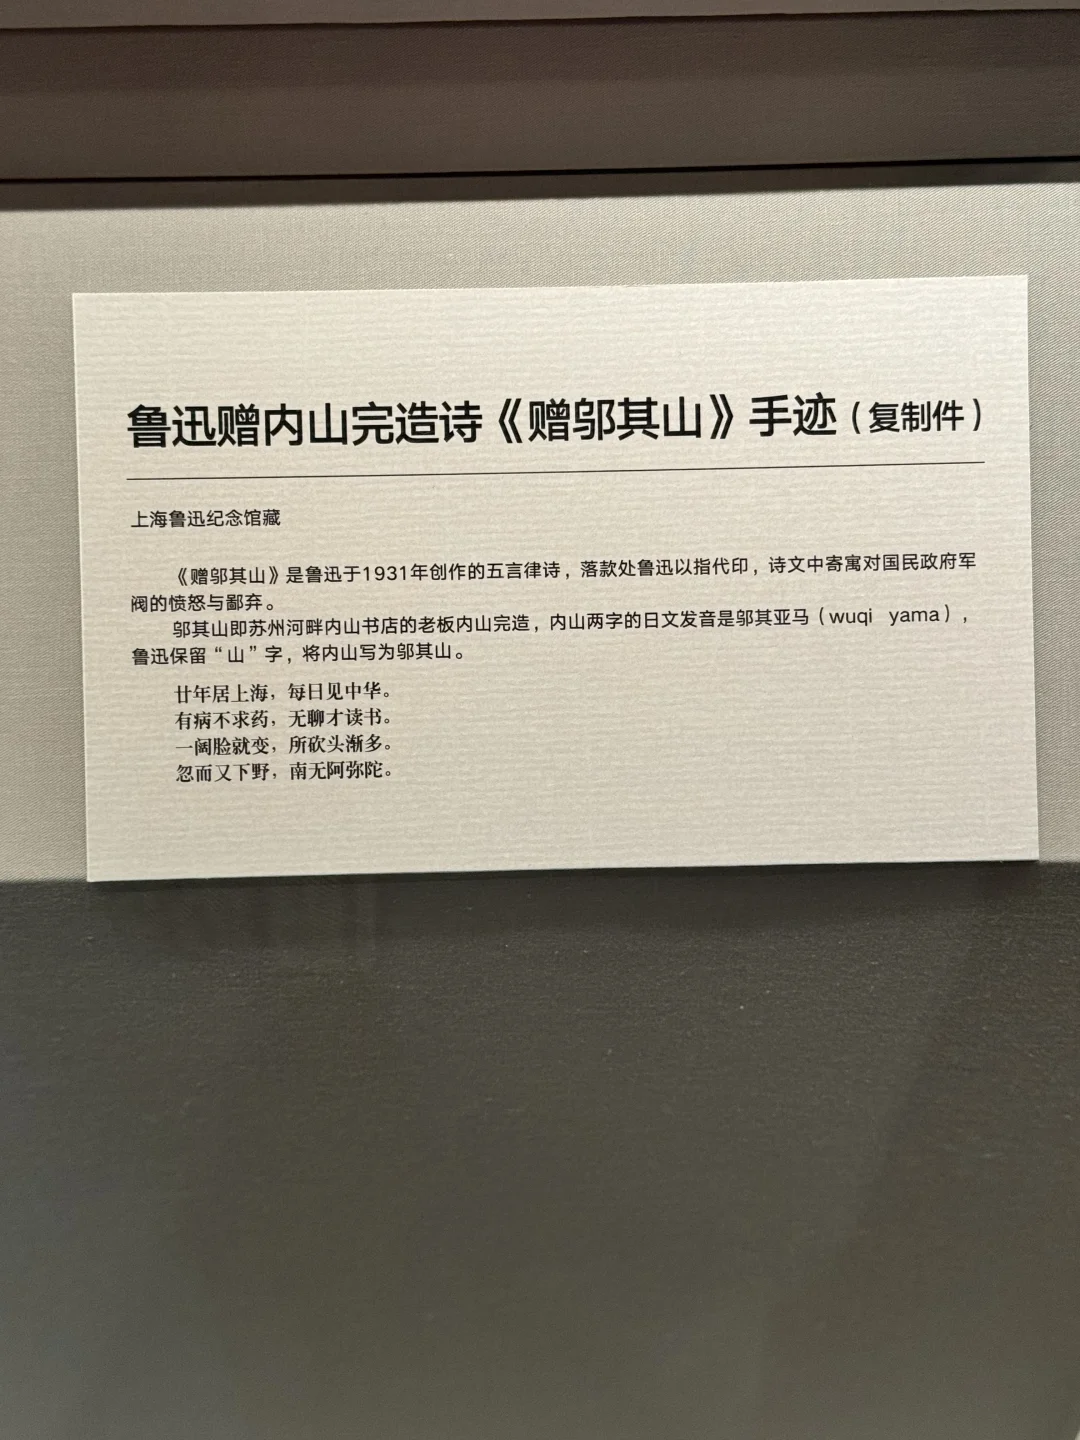 鲁迅赠内山完造诗《赠邬其山》手迹（复制件）
上海鲁迅纪念馆藏
《赠邬其山》是鲁迅于1931年创作的五言律诗，落款处鲁迅以指代印，诗文中寄寓对国民政府军
阀的愤怒与鄙弃。
邬其山即苏州河畔内山书店的老板内山完造，内山两字的日文发音是邬其亚马（wuqi yama），
鲁迅保留“山”字，将内山写为邬其山。
廿年居上海，每日见中华。
有病不求药，无聊才读书。
一阔脸就变，所砍头渐多。
忽而又下野，南无阿弥陀。